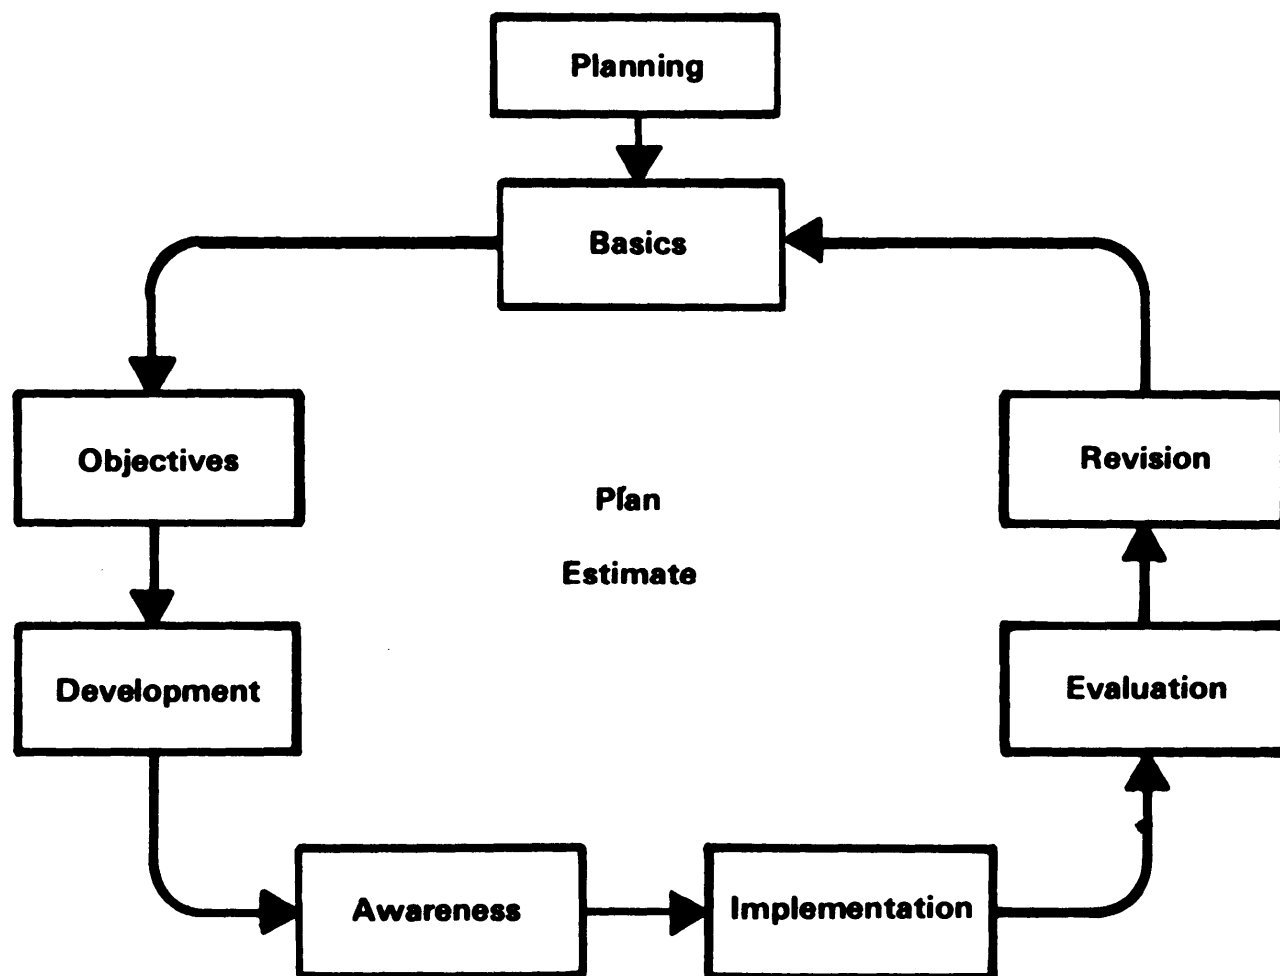 Planning
Basics
Objectives
Revision
Plan
Estimate
Development
Evaluation
Awareness
Implementation